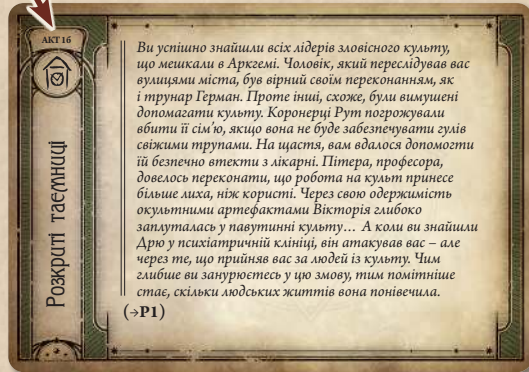 АКТ 1б
Розкриті таємниці
Ви успішно знайшли всіх лідерів зловісного культу,
що мешкали в Аркгемі. Чоловік, який переслідував вас
вулицями міста, був вірний своїм переконанням, як
і трунар Герман. Проте інші, схоже, були вимушені
допомагати культу. Коронерці Рут погрожували
вбити її сім’ю, якщо вона не буде забезпечувати гулів
свіжими трупами. На щастя, вам вдалося допомогти
їй безпечно втекти з лікарні. Пітера, професора,
довелось переконати, що робота на культ принесе
більше лиха, ніж користі. Через свою одержимість
окультними артефактами Вікторія глибоко
заплуталась у павутинні культу… А коли ви знайшли
Дрю у психіатричній клініці, він атакував вас – але
через те, що прийняв вас за людей із культу. Чим
глибше ви занурюєтесь у цю змову, тим помітніше
стає, скільки людських життів вона понівечила.
(→P1)